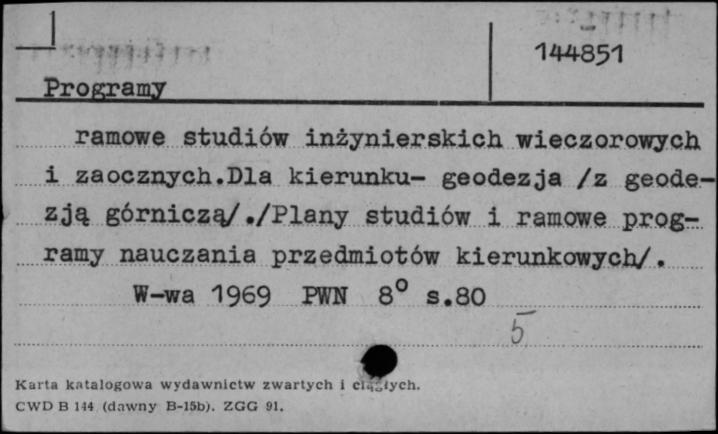 144851
Programy
ramowe studiów inżynierskich wieczorowych
i zaocznych.Dla kierunku- geodezja /z geode-
zją górniczą/./Plany studiów i ramowe prog-
ramy nauczania przedmiotów kierunkowych/.
W-wa 1969 PWN 8° s.80
5
Karta katalogowa wydawnictw zwartych i ciągłych.
CWD B 144 (dawny B-15b). ZGG 91.